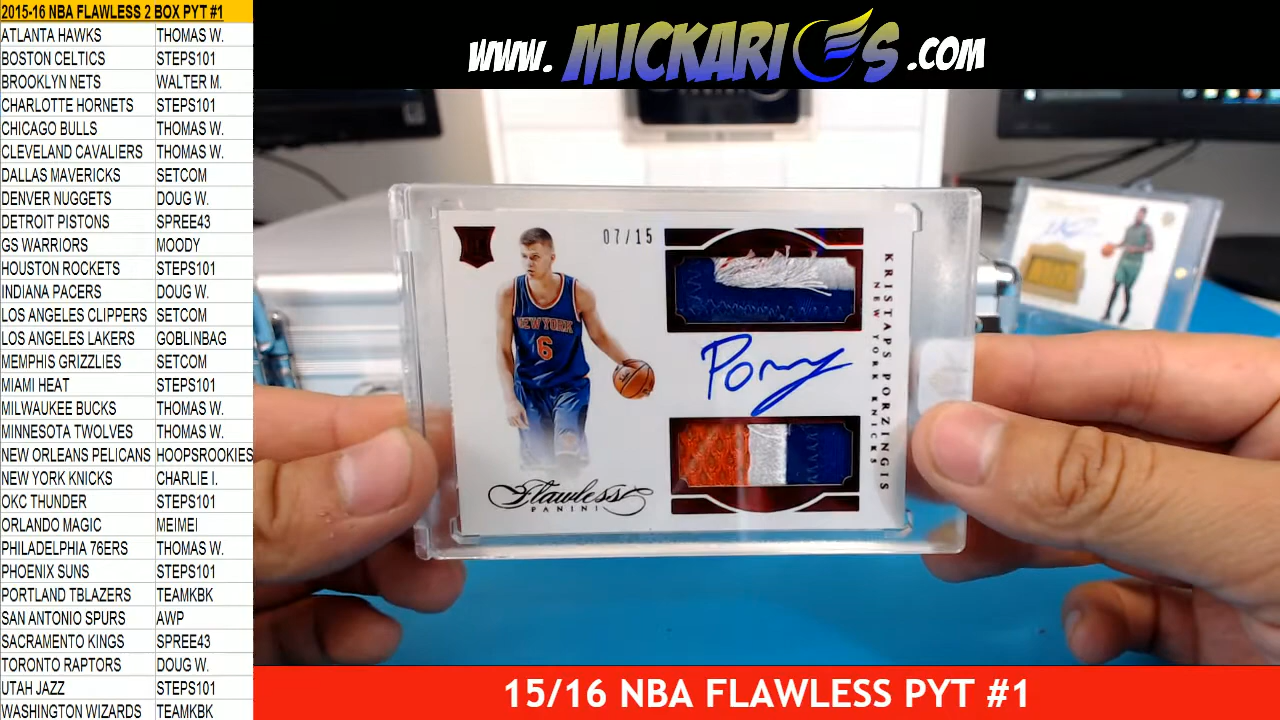 2015-16 NBA FLAWLESS 2 BOX PYT #1
ATLANTA HAWKS THOMAS W.
BOSTON CELTICS STEPS101
BROOKLYN NETS WALTER M.
CHARLOTTE HORNETS STEPS101
CHICAGO BULLS THOMAS W.
CLEVELAND CAVALIERS THOMAS W.
DALLAS MAVERICKS SETCOM
DENVER NUGGETS DOUG W.
DETROIT PISTONS SPREE43
GS WARRIORS MOODY
HOUSTON ROCKETS STEPS101
INDIANA PACERS DOUG W.
LOS ANGELES CLIPPERS SETCOM
LOS ANGELES LAKERS GOBLINBAG
MEMPHIS GRIZZLIES SETCOM
MIAMI HEAT STEPS101
MILWAUKEE BUCKS THOMAS W.
MINNESOTA TWOLVES THOMAS W.
NEW ORLEANS PELICANS HOOPSROOKIES
NEW YORK KNICKS CHARLIE I.
OKC THUNDER STEPS101
ORLANDO MAGIC MEIMEI
PHILADELPHIA 76ERS THOMAS W.
PHOENIX SUNS STEPS101
PORTLAND TBLAZERS TEAMKBK
SAN ANTONIO SPURS AWP
SACRAMENTO KINGS SPREE43
TORONTO RAPTORS DOUG W.
UTAH JAZZ STEPS101
WASHINGTON WIZARDS TEAMKBK
www.MICKARIES.com
07/15
NEW YORK
6
KRISTAPS PORZINGIS
NEW YORK KNICKS
Flawless
PANINI
15/16 NBA FLAWLESS PYT #1